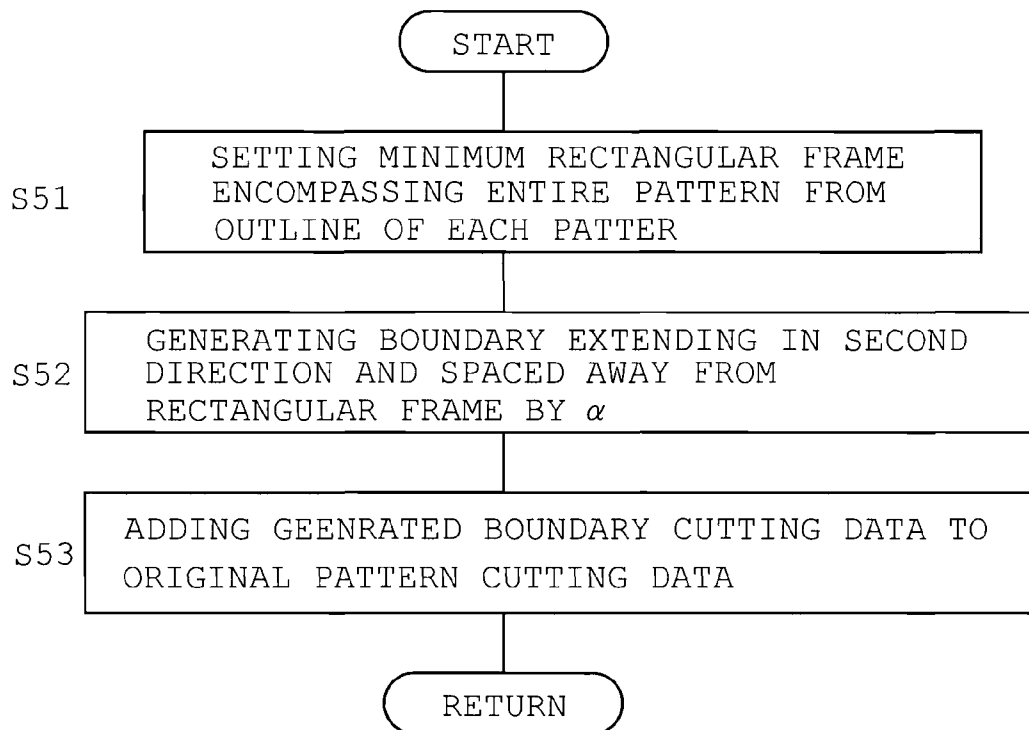 START
S51
SETTING MINIMUM RECTANGULAR FRAME
ENCOMPASSING ENTIRE PATTERN FROM
OUTLINE OF EACH PATTER
S52
GENERATING BOUNDARY EXTENDING IN SECOND
DIRECTION AND SPACED AWAY FROM
RECTANGULAR FRAME BY α
S53
ADDING GEENRATED BOUNDARY CUTTING DATA TO
ORIGINAL PATTERN CUTTING DATA
RETURN